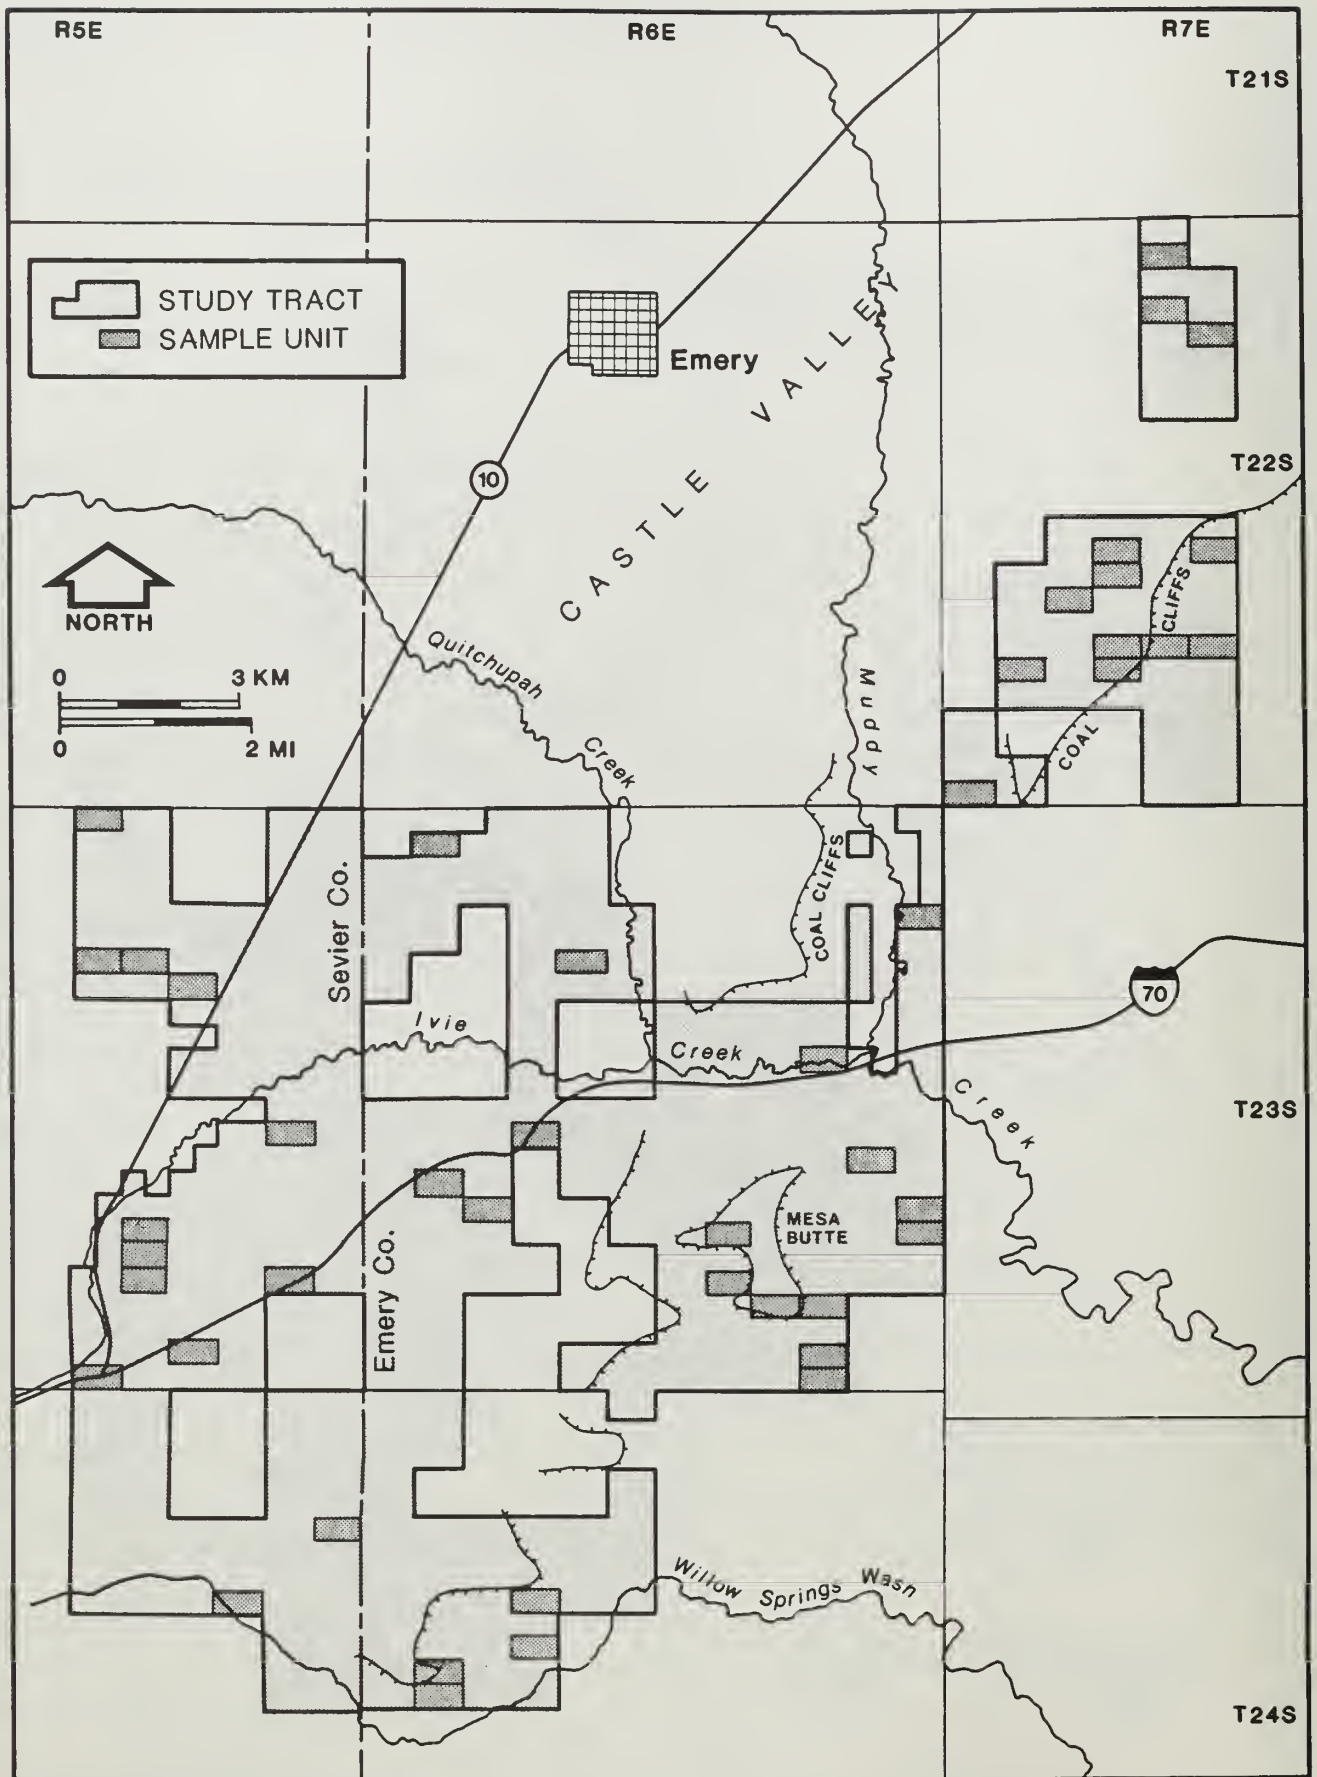 R5E
R6E
R7E
T21S
STUDY TRACT
SAMPLE UNIT
Emery
CASTLE VALLEY
10
T22S
NORTH
Quitchupah
Creek
0 3 KM
0 2 MI
Muddy
CLIFFS
COAL
Sevier Co.
COAL CLIFFS
70
Ivie
Creek
Creek
T23S
MESA
BUTTE
Emery Co.
Willow Springs Wash
T24S